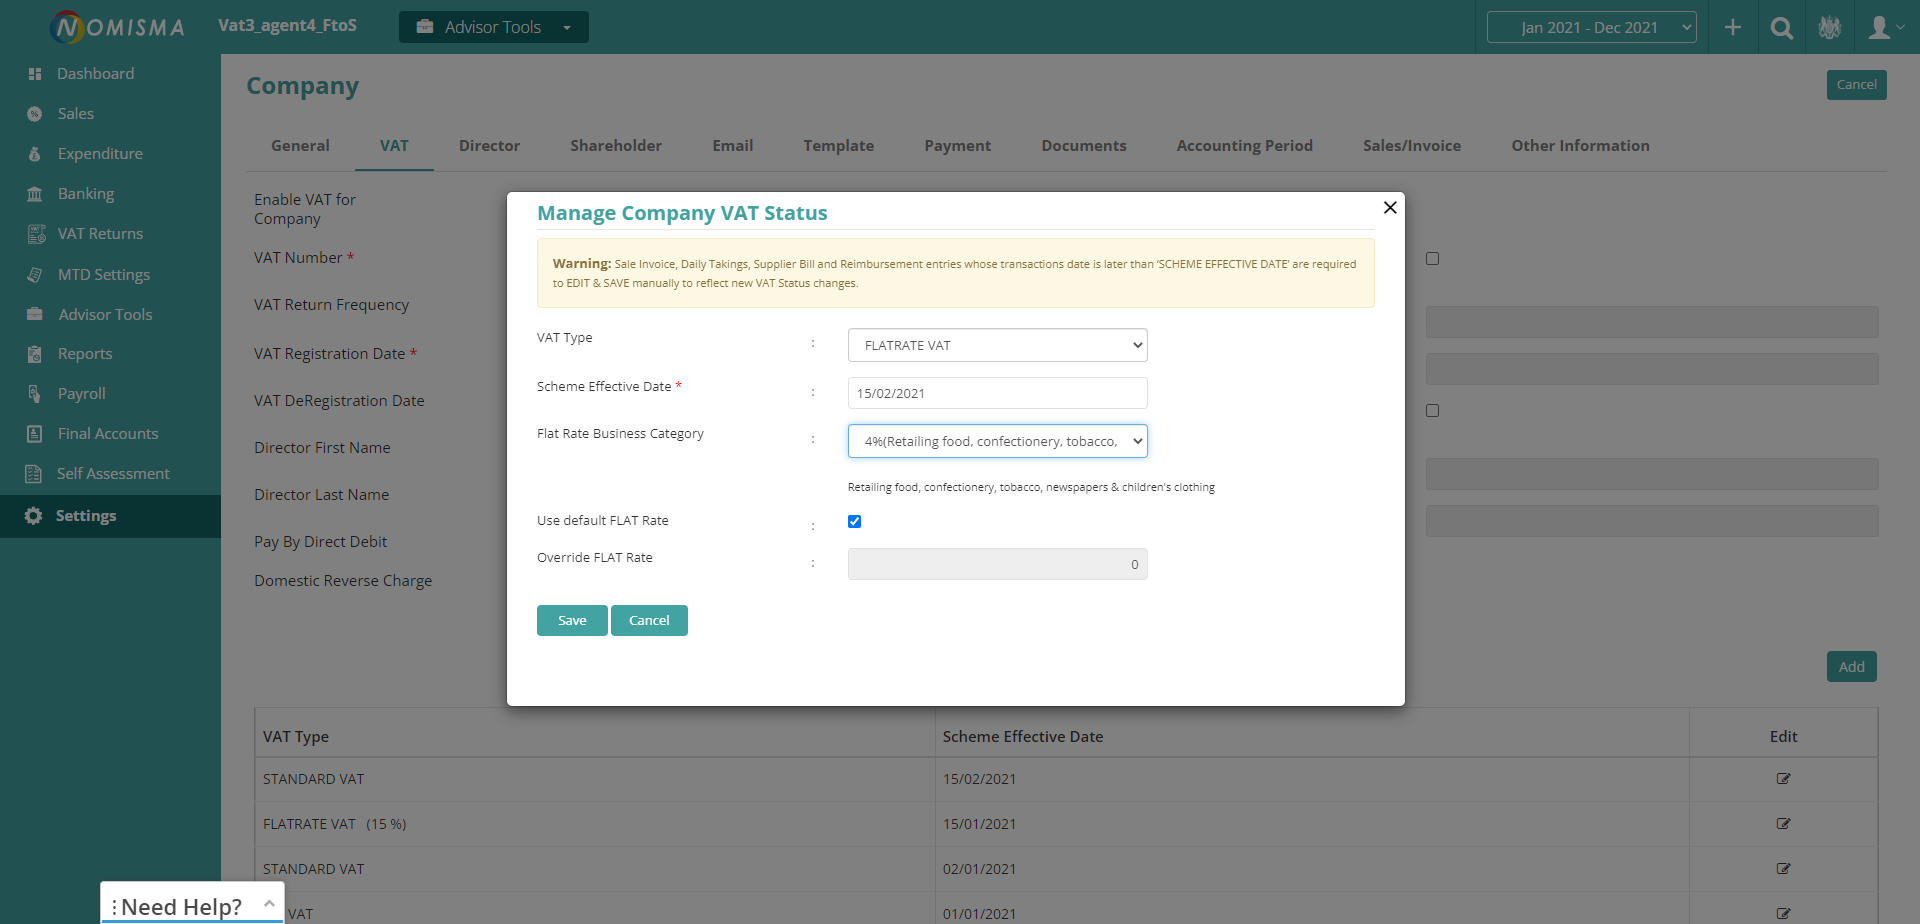 NOMISMA
Vat3_agent4_FtoS
Advisor Tools
Jan 2021 - Dec 2021
Dashboard
Sales
Expenditure
Banking
VAT Returns
MTD Settings
Advisor Tools
Reports
Payroll
Final Accounts
Self Assessment
Settings
Company
Cancel
General VAT Director Shareholder Email Template Payment Documents Accounting Period Sales/Invoice Other Information
Enable VAT for
Company
VAT Number *
VAT Return Frequency
VAT Registration Date *
VAT DeRegistration Date
Director First Name
Director Last Name
Pay By Direct Debit
Domestic Reverse Charge
Manage Company VAT Status
Warning: Sale Invoice, Daily Takings, Supplier Bill and Reimbursement entries whose transactions date is later than ‘SCHEME EFFECTIVE DATE’ are required
to EDIT & SAVE manually to reflect new VAT Status changes.
VAT Type : FLATRATE VAT
Scheme Effective Date * : 15/02/2021
Flat Rate Business Category : 4%(Retailing food, confectionery, tobacco,
Retailing food, confectionery, tobacco, newspapers & children's clothing
Use default FLAT Rate :
Override FLAT Rate : 0
Save Cancel
Add
VAT Type Scheme Effective Date Edit
STANDARD VAT 15/02/2021
FLATRATE VAT (15 %) 15/01/2021
STANDARD VAT 02/01/2021
VAT 01/01/2021
Need Help?